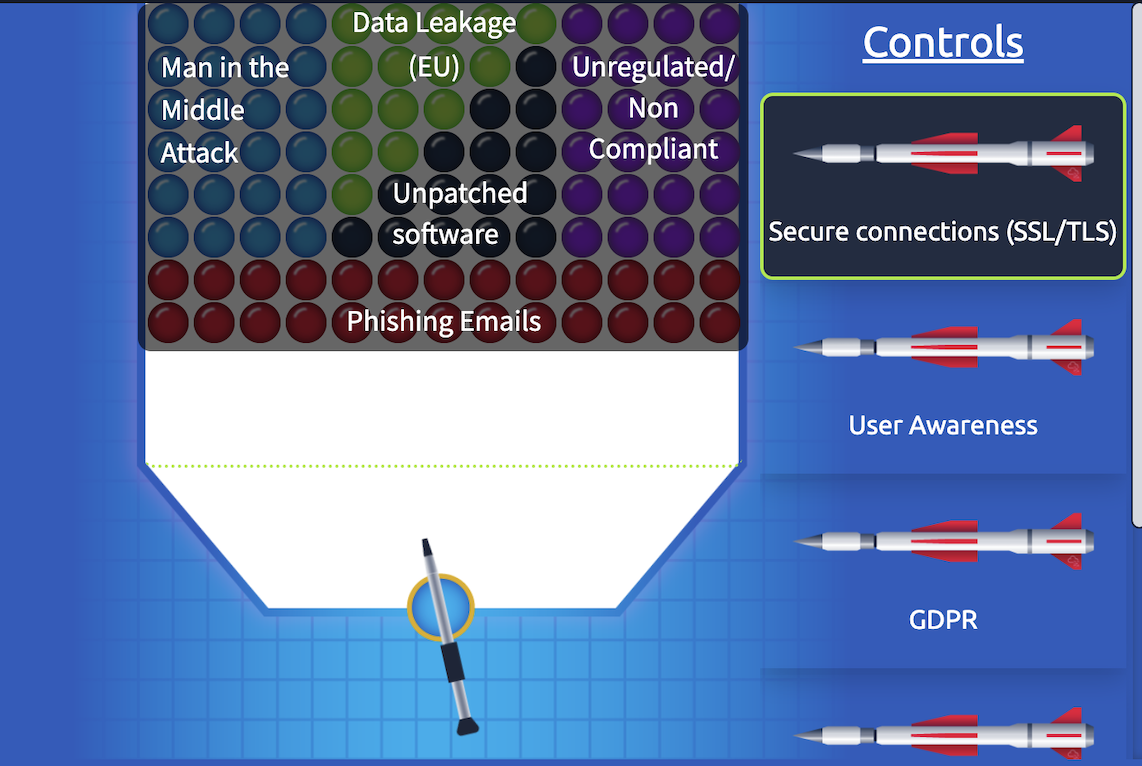 Data Leakage
(EU)
Man in the
Middle
Attack
Unregulated/
Non
Compliant
Unpatched
software
Phishing Emails
Controls
Secure connections (SSL/TLS)
User Awareness
GDPR